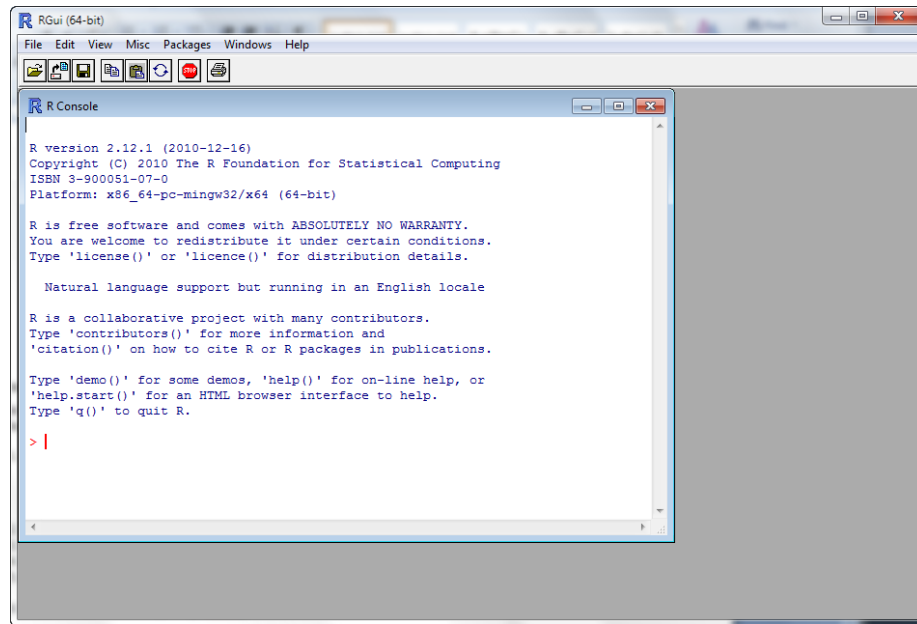 RGui (64-bit)
File Edit View Misc Packages Windows Help
STOP
R Console
R version 2.12.1 (2010-12-16)
Copyright (C) 2010 The R Foundation for Statistical Computing
ISBN 3-900051-07-0
Platform: x86_64-pc-mingw32/x64 (64-bit)
R is free software and comes with ABSOLUTELY NO WARRANTY.
You are welcome to redistribute it under certain conditions.
Type 'license()' or 'licence()' for distribution details.
Natural language support but running in an English locale
R is a collaborative project with many contributors.
Type 'contributors()' for more information and
'citation()' on how to cite R or R packages in publications.
Type 'demo()' for some demos, 'help()' for on-line help, or
'help.start()' for an HTML browser interface to help.
Type 'q()' to quit R.
>